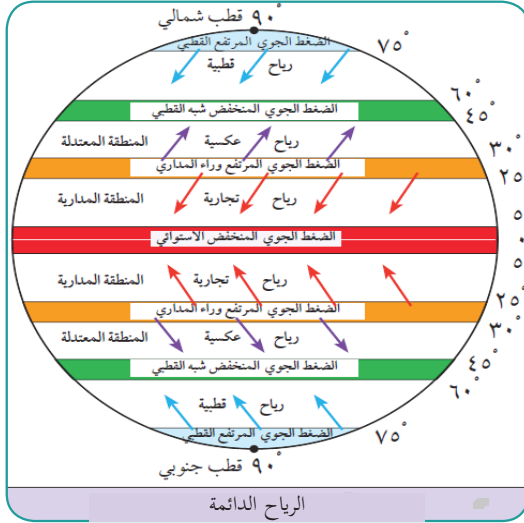 ٩٠° قطب شمالي
الضغط الجوي المرتفع القطبي
٧٥°
رياح قطبية
٦٠°
الضغط الجوي المنخفض شبه القطبي
٤٥°
رياح عكسية المنطقة المعتدلة
٣٠°
الضغط الجوي المرتفع وراء المداري
٢٥
رياح تجارية المنطقة المدارية
٥
الضغط الجوي المنخفض الاستوائي
٠
٥
رياح تجارية المنطقة المدارية
٢٥°
الضغط الجوي المرتفع وراء المداري
٣٠°
رياح عكسية المنطقة المعتدلة
٤٥°
الضغط الجوي المنخفض شبه القطبي
٦٠°
رياح قطبية
٧٥°
الضغط الجوي المرتفع القطبي
٩٠° قطب جنوبي
الرياح الدائمة